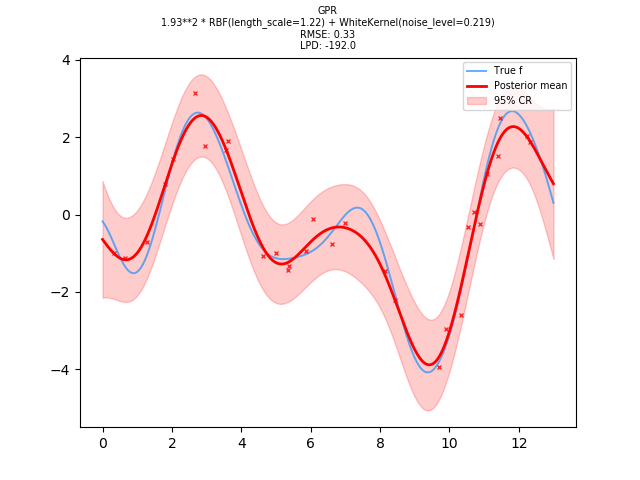 GPR
1.93**2 * RBF(length_scale=1.22) + WhiteKernel(noise_level=0.219)
RMSE: 0.33
LPD: -192.0
True f
Posterior mean
95% CR
4
2
0
−2
−4
0 2 4 6 8 10 12